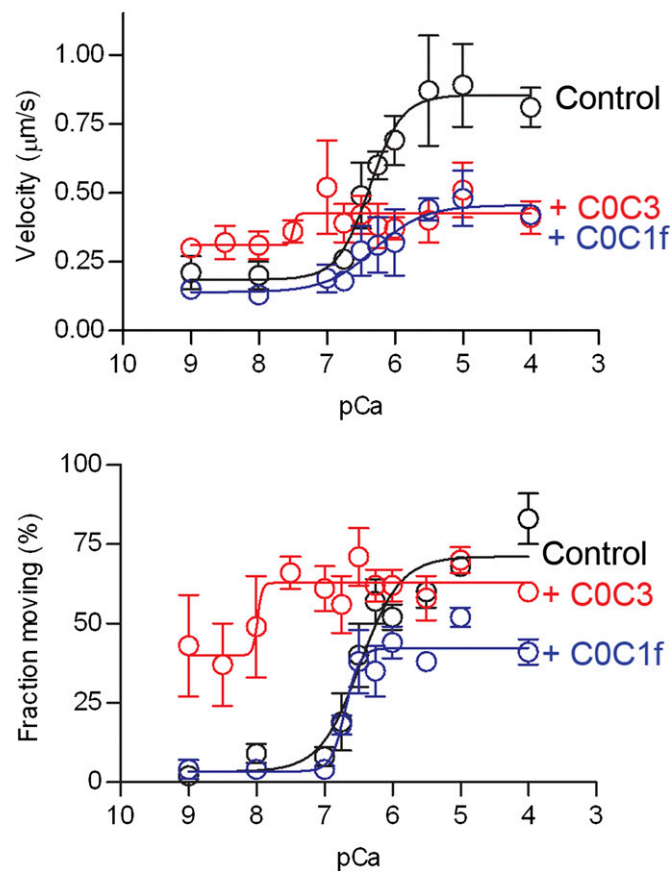 1.00
0.75
0.50
0.25
0.00
Velocity (μm/s)
Control
+ C0C3
+ C0C1f
10 9 8 7 6 5 4 3
pCa
100
75
50
25
0
Fraction moving (%)
Control
+ C0C3
+ C0C1f
10 9 8 7 6 5 4 3
pCa